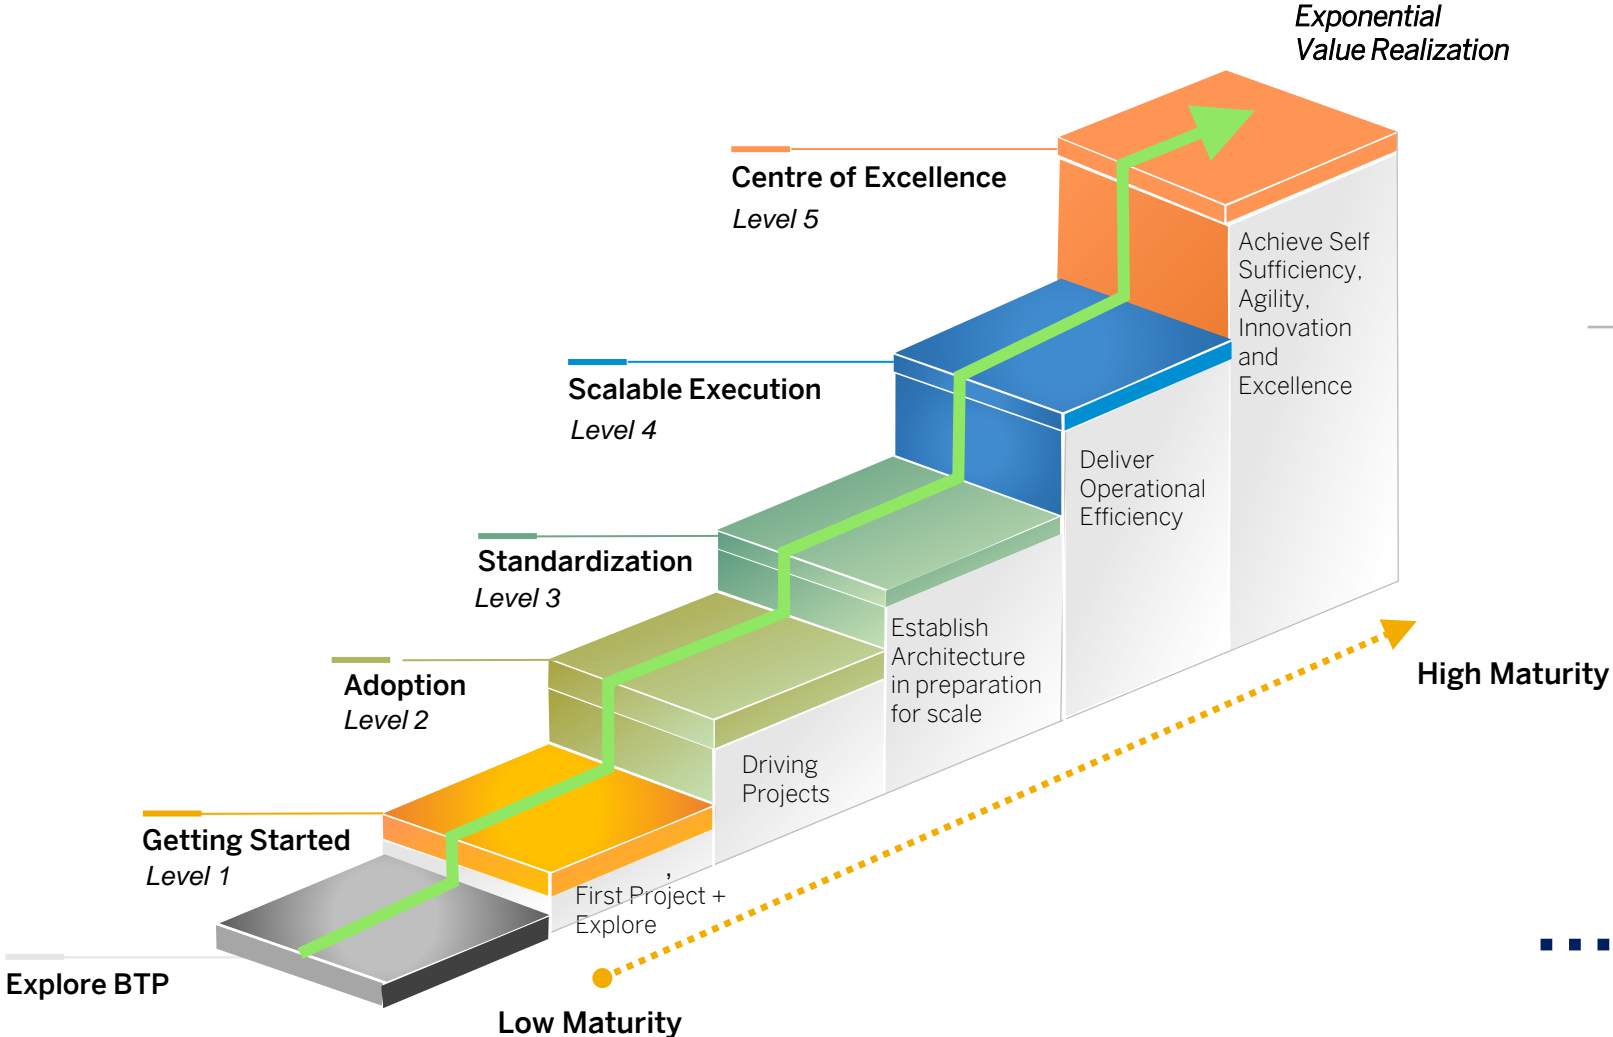 Exponential
Value Realization
Centre of Excellence
Level 5
Achieve Self
Sufficiency,
Agility,
Innovation
and
Excellence
Scalable Execution
Level 4
Deliver
Operational
Efficiency
Standardization
Level 3
Establish
Architecture
in preparation
for scale
Adoption
Level 2
Driving
Projects
High Maturity
Getting Started
Level 1
,
First Project +
Explore
Explore BTP
Low Maturity